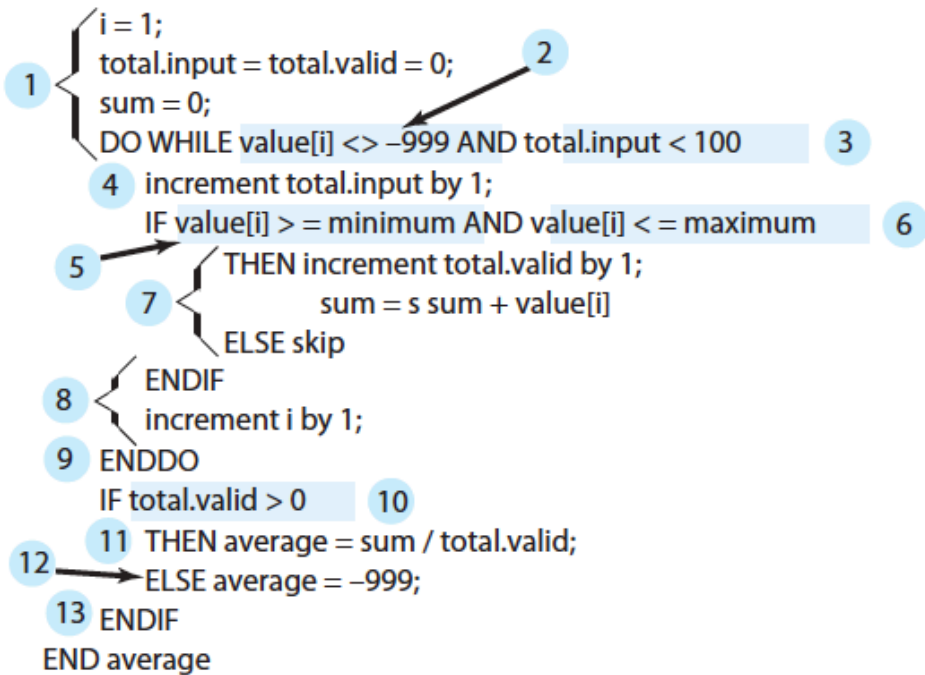 i = 1;
total.input = total.valid = 0;
2
1
sum = 0;
DO WHILE value[i] <> –999 AND total.input < 100 3
4 increment total.input by 1;
IF value[i] > = minimum AND value[i] < = maximum 6
5
THEN increment total.valid by 1;
7
sum = s sum + value[i]
ELSE skip
8
ENDIF
increment i by 1;
9 ENDDO
IF total.valid > 0 10
11 THEN average = sum / total.valid;
12
ELSE average = –999;
13 ENDIF
END average